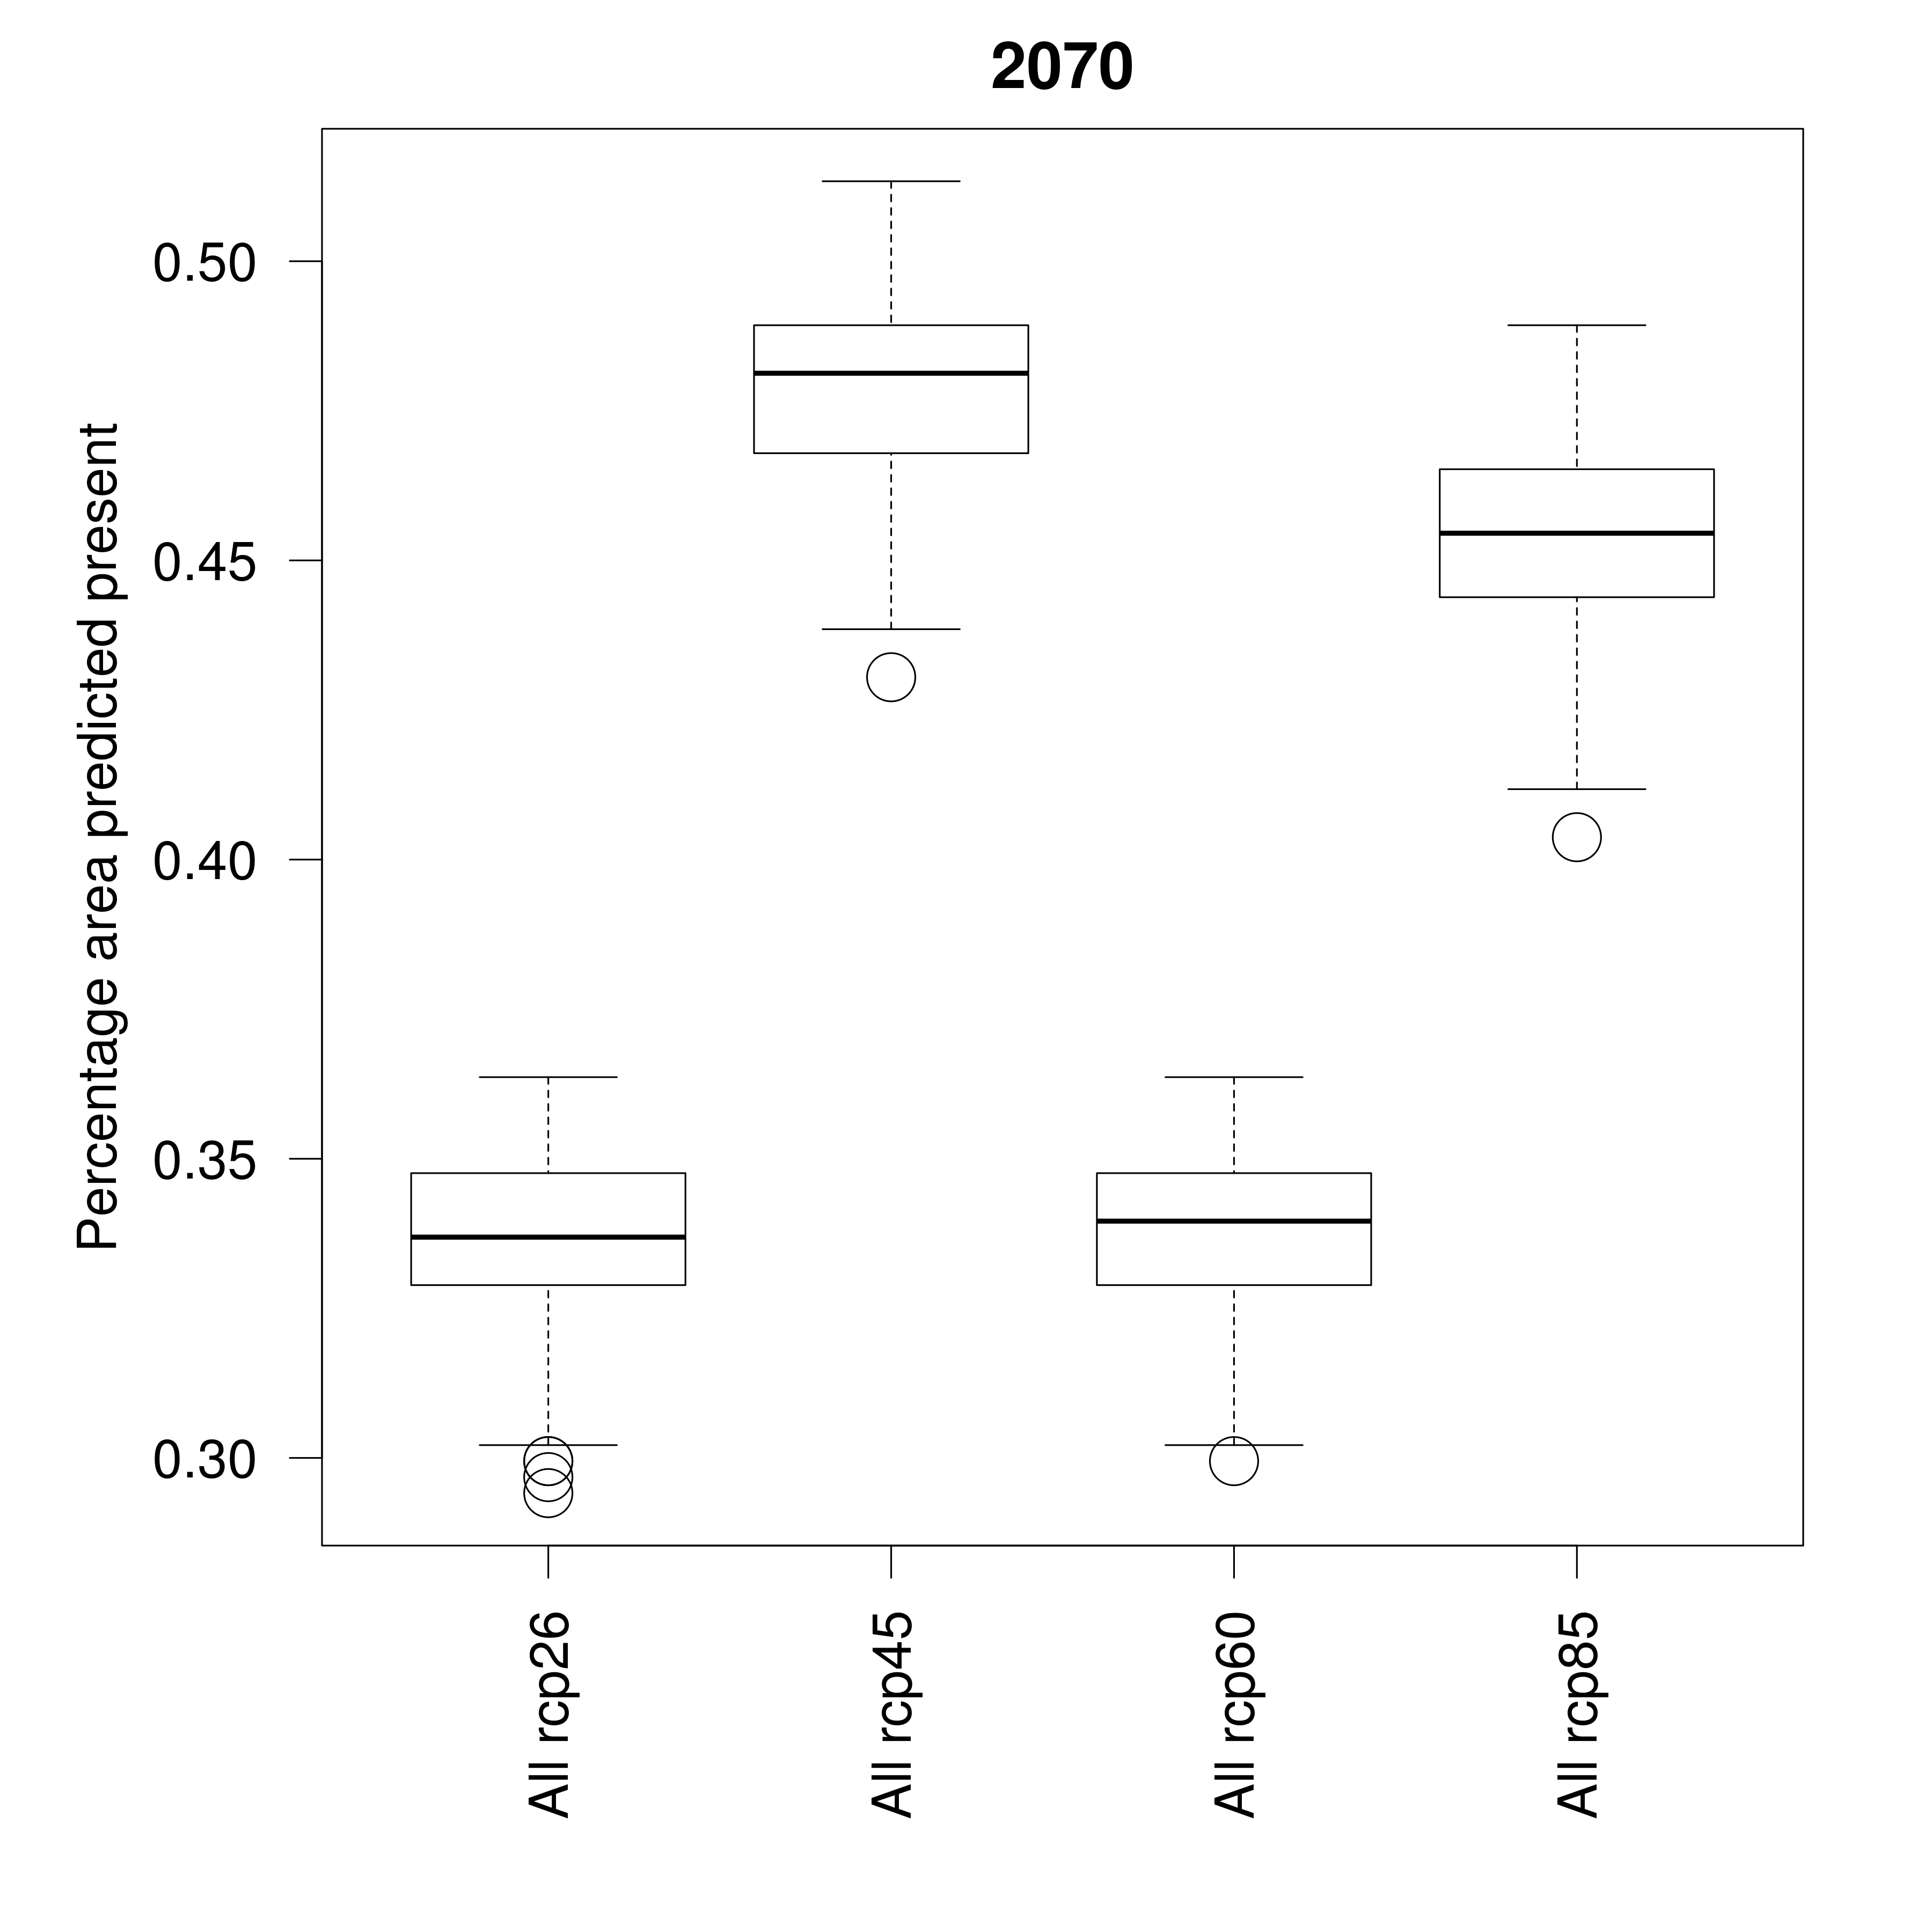 2070
Percentage area predicted present
0.50
0.45
0.40
0.35
0.30
All rcp26
All rcp45
All rcp60
All rcp85